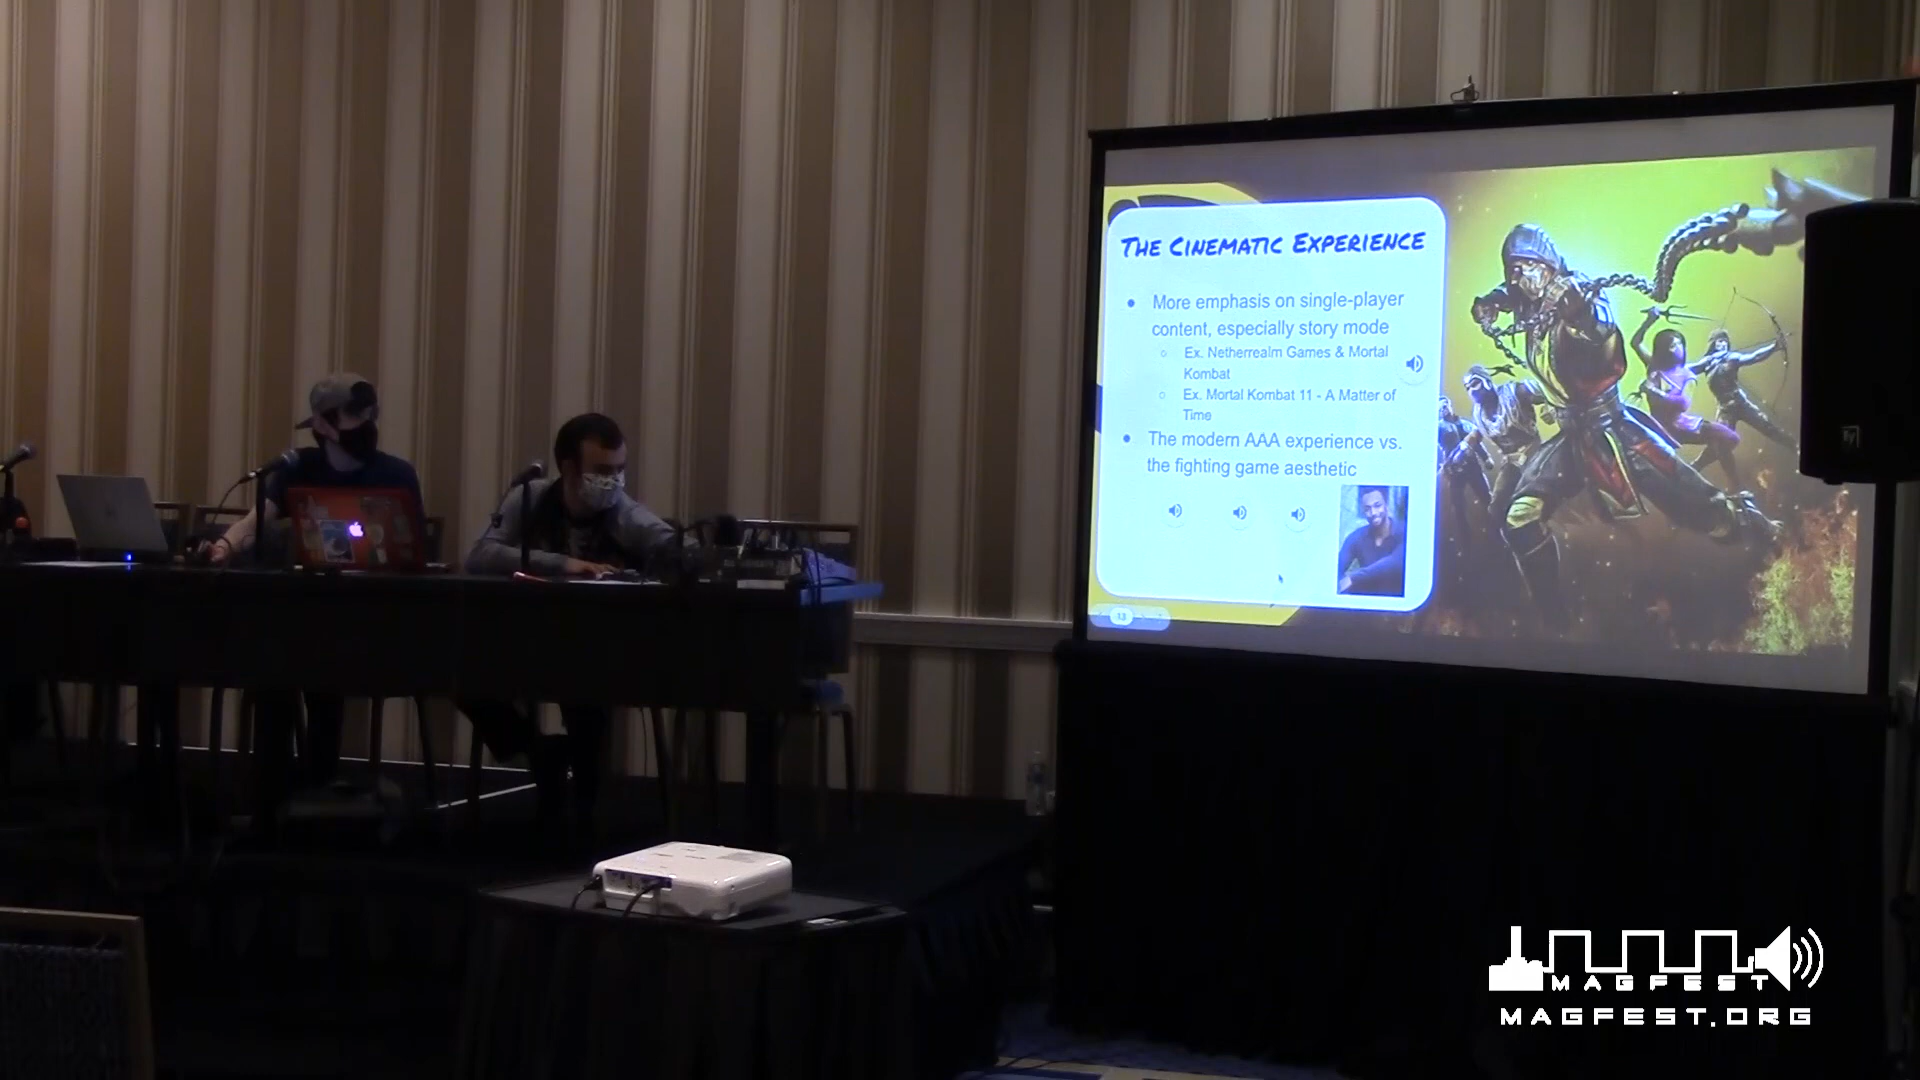 THE CINEMATIC EXPERIENCE
● More emphasis on single-player
content, especially story mode
○ Ex. Netherrealm Games & Mortal
Kombat
○ Ex. Mortal Kombat 11 - A Matter of
Time
● The modern AAA experience vs.
the fighting game aesthetic
13
MAGFEST
MAGFEST.ORG